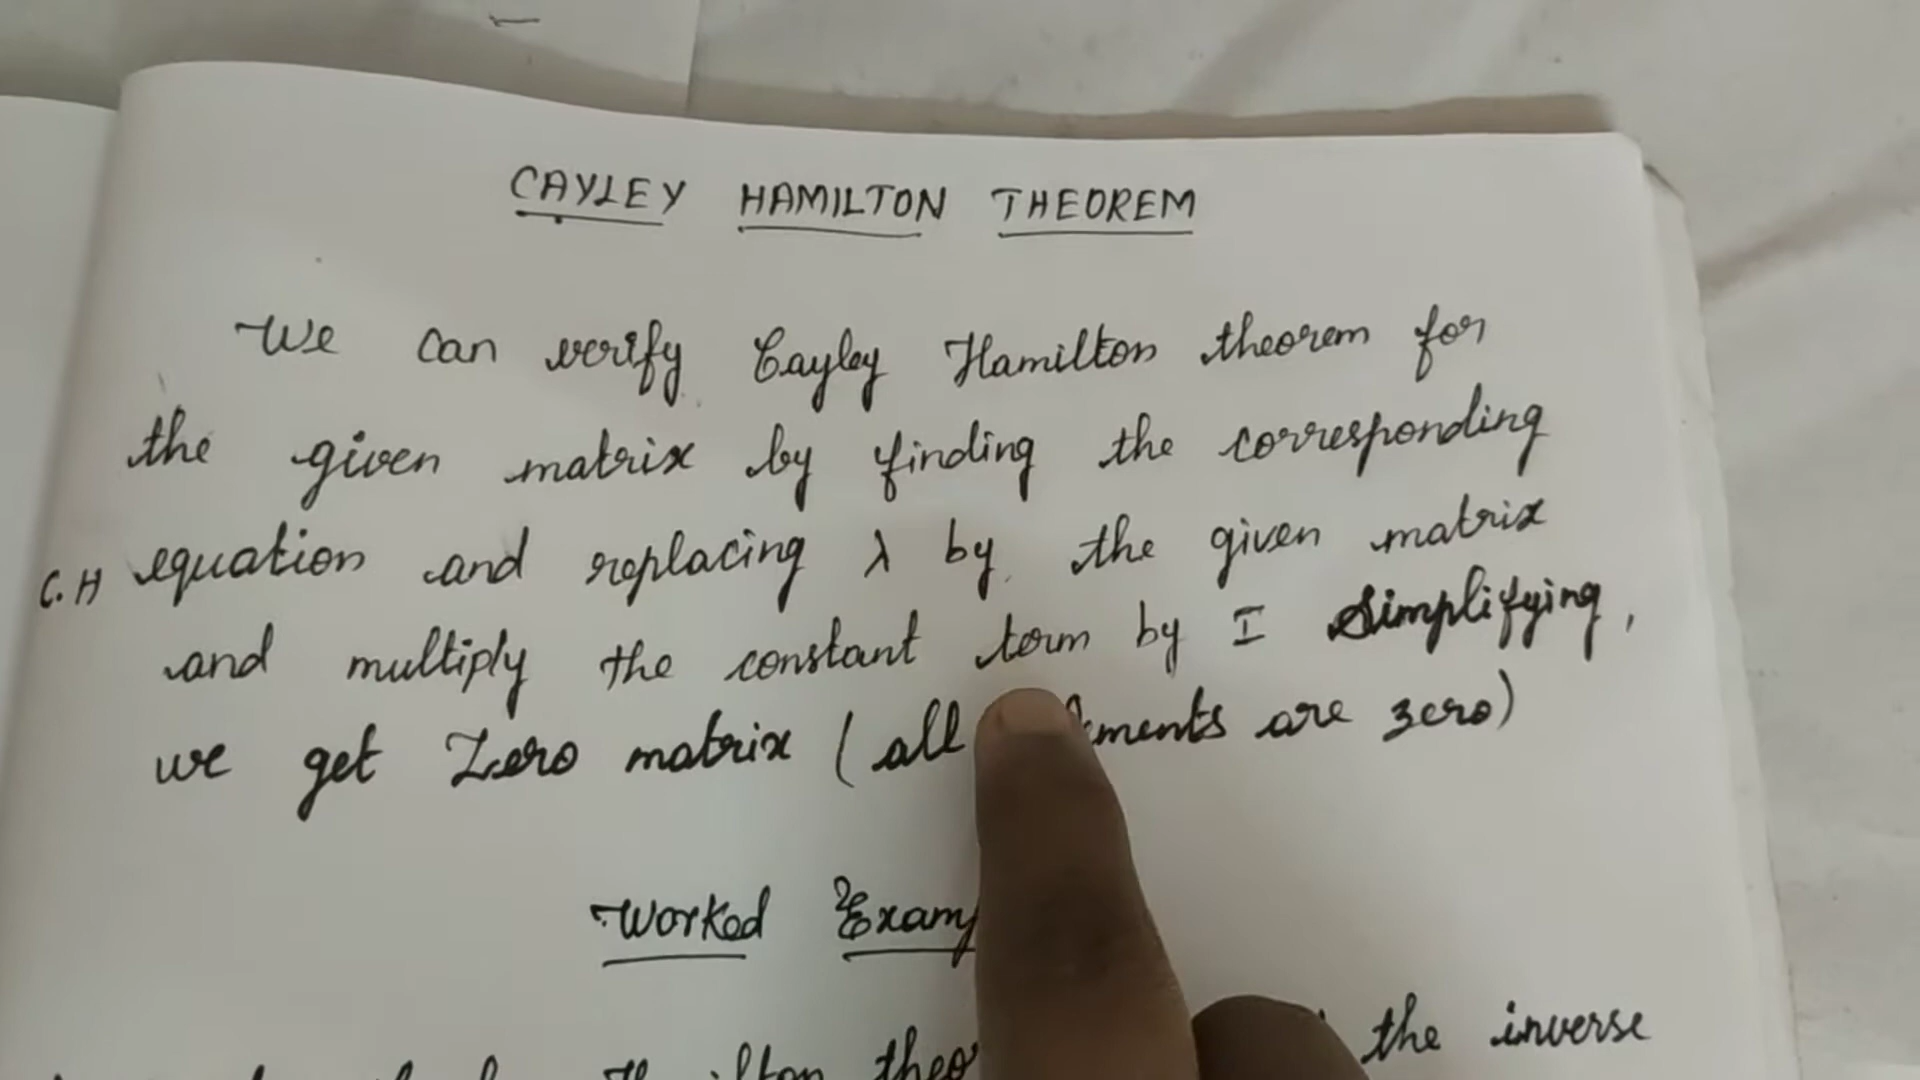 CAYLEY HAMILTON THEOREM
We can verify Cayley Hamilton theorem for
the given matrix by finding the corresponding
C.H equation and replacing λ by the given matrix
and multiply the constant term by I Simplifying,
we get Zero matrix (all are zero)
Worked
the inverse